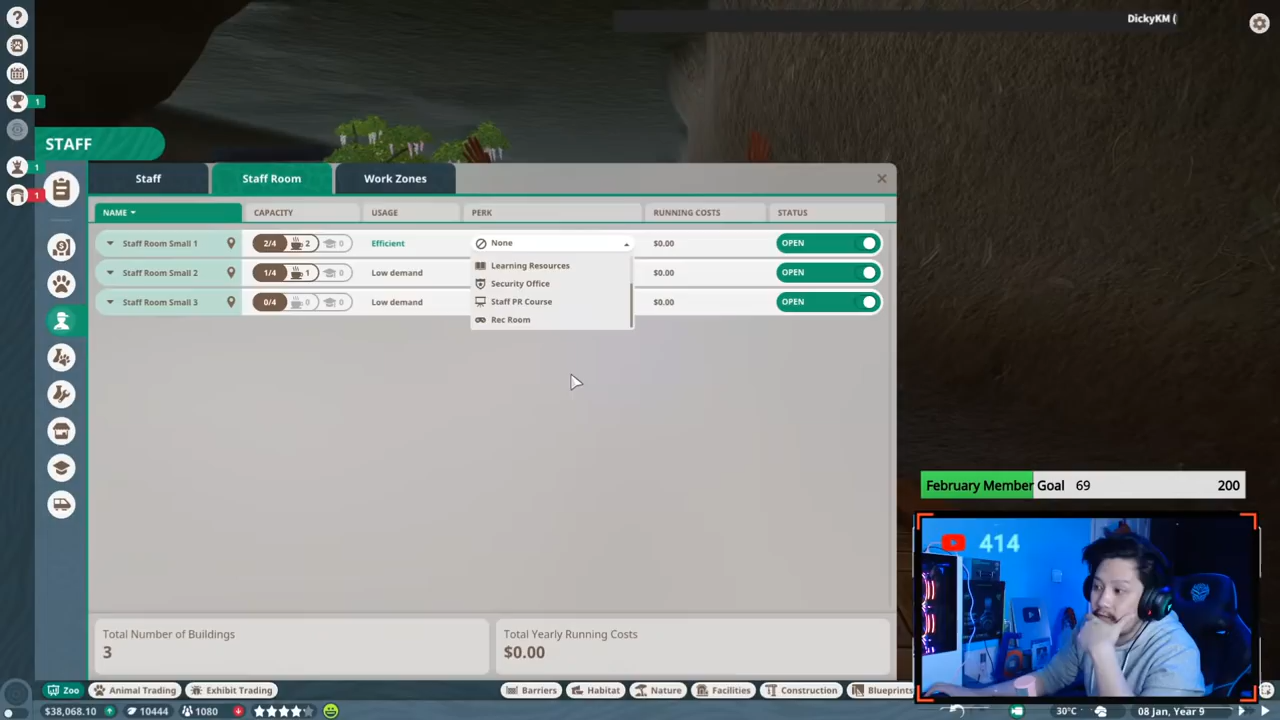 DickyKM (
1
STAFF
1
1
Staff
Staff Room
Work Zones
NAME
CAPACITY
USAGE
PERK
RUNNING COSTS
STATUS
Staff Room Small 1
2/4
2
0
Efficient
None
$0.00
OPEN
Staff Room Small 2
1/4
1
0
Low demand
$0.00
OPEN
Staff Room Small 3
0/4
0
0
Low demand
$0.00
OPEN
Learning Resources
Security Office
Staff PR Course
Rec Room
February Member Goal 69
200
414
Total Number of Buildings
3
Total Yearly Running Costs
$0.00
Zoo
Animal Trading
Exhibit Trading
Barriers
Habitat
Nature
Facilities
Construction
Blueprints
$38,068.10
10444
1080
30°C
08 Jan, Year 9